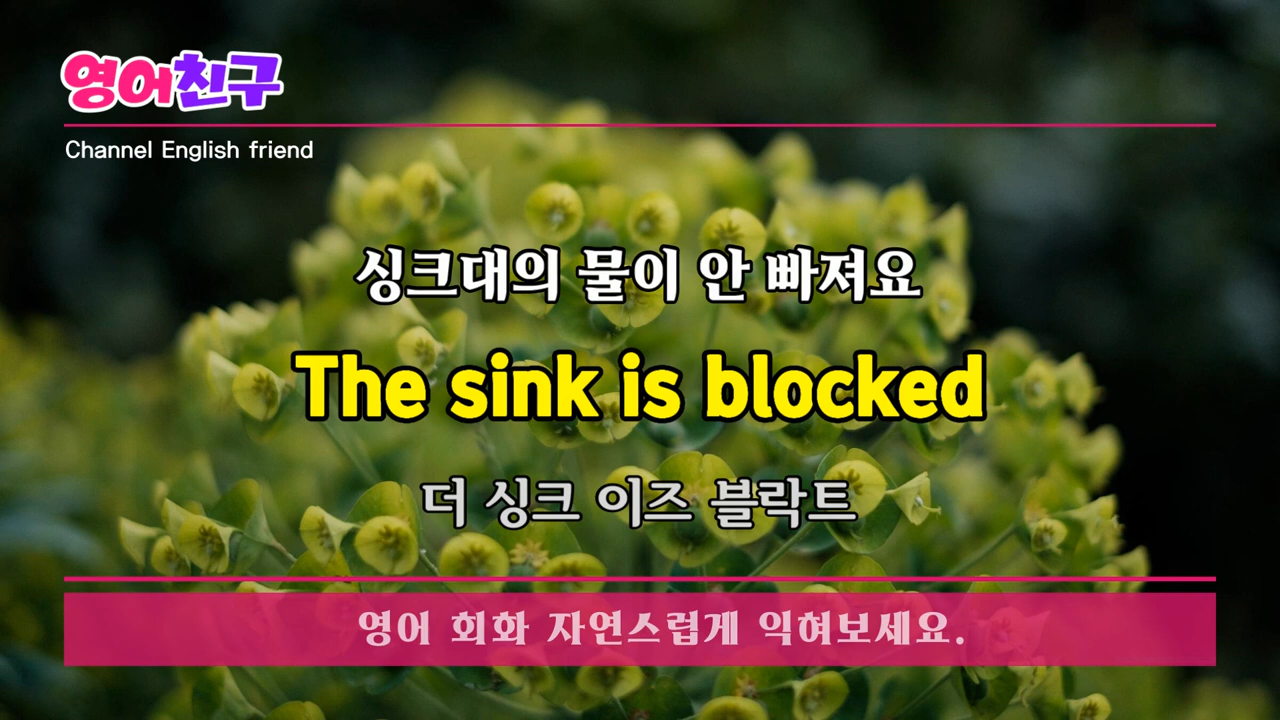 영어친구
Channel English friend
싱크대의 물이 안 빠져요
The sink is blocked
더 싱크 이즈 블락트
영어 회화 자연스럽게 익혀보세요.